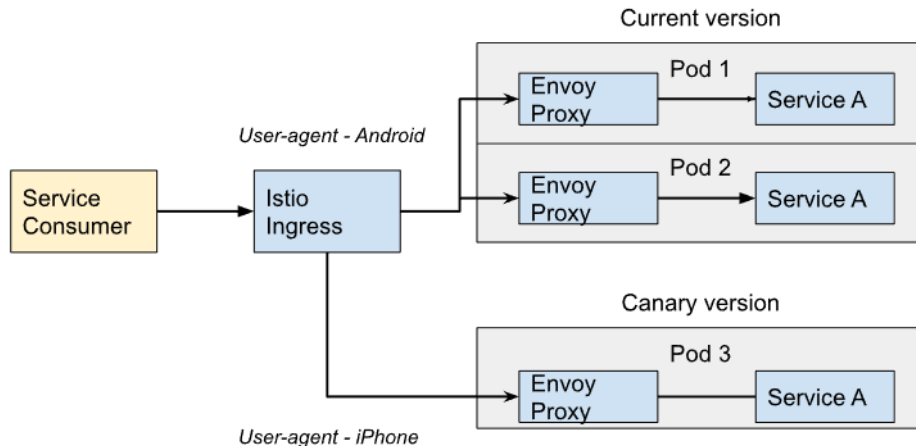 Current version
Pod 1
Envoy
Proxy
Service A
User-agent - Android
Pod 2
Envoy
Proxy
Service A
Service
Consumer
Istio
Ingress
Canary version
Pod 3
Envoy
Proxy
Service A
User-agent - iPhone